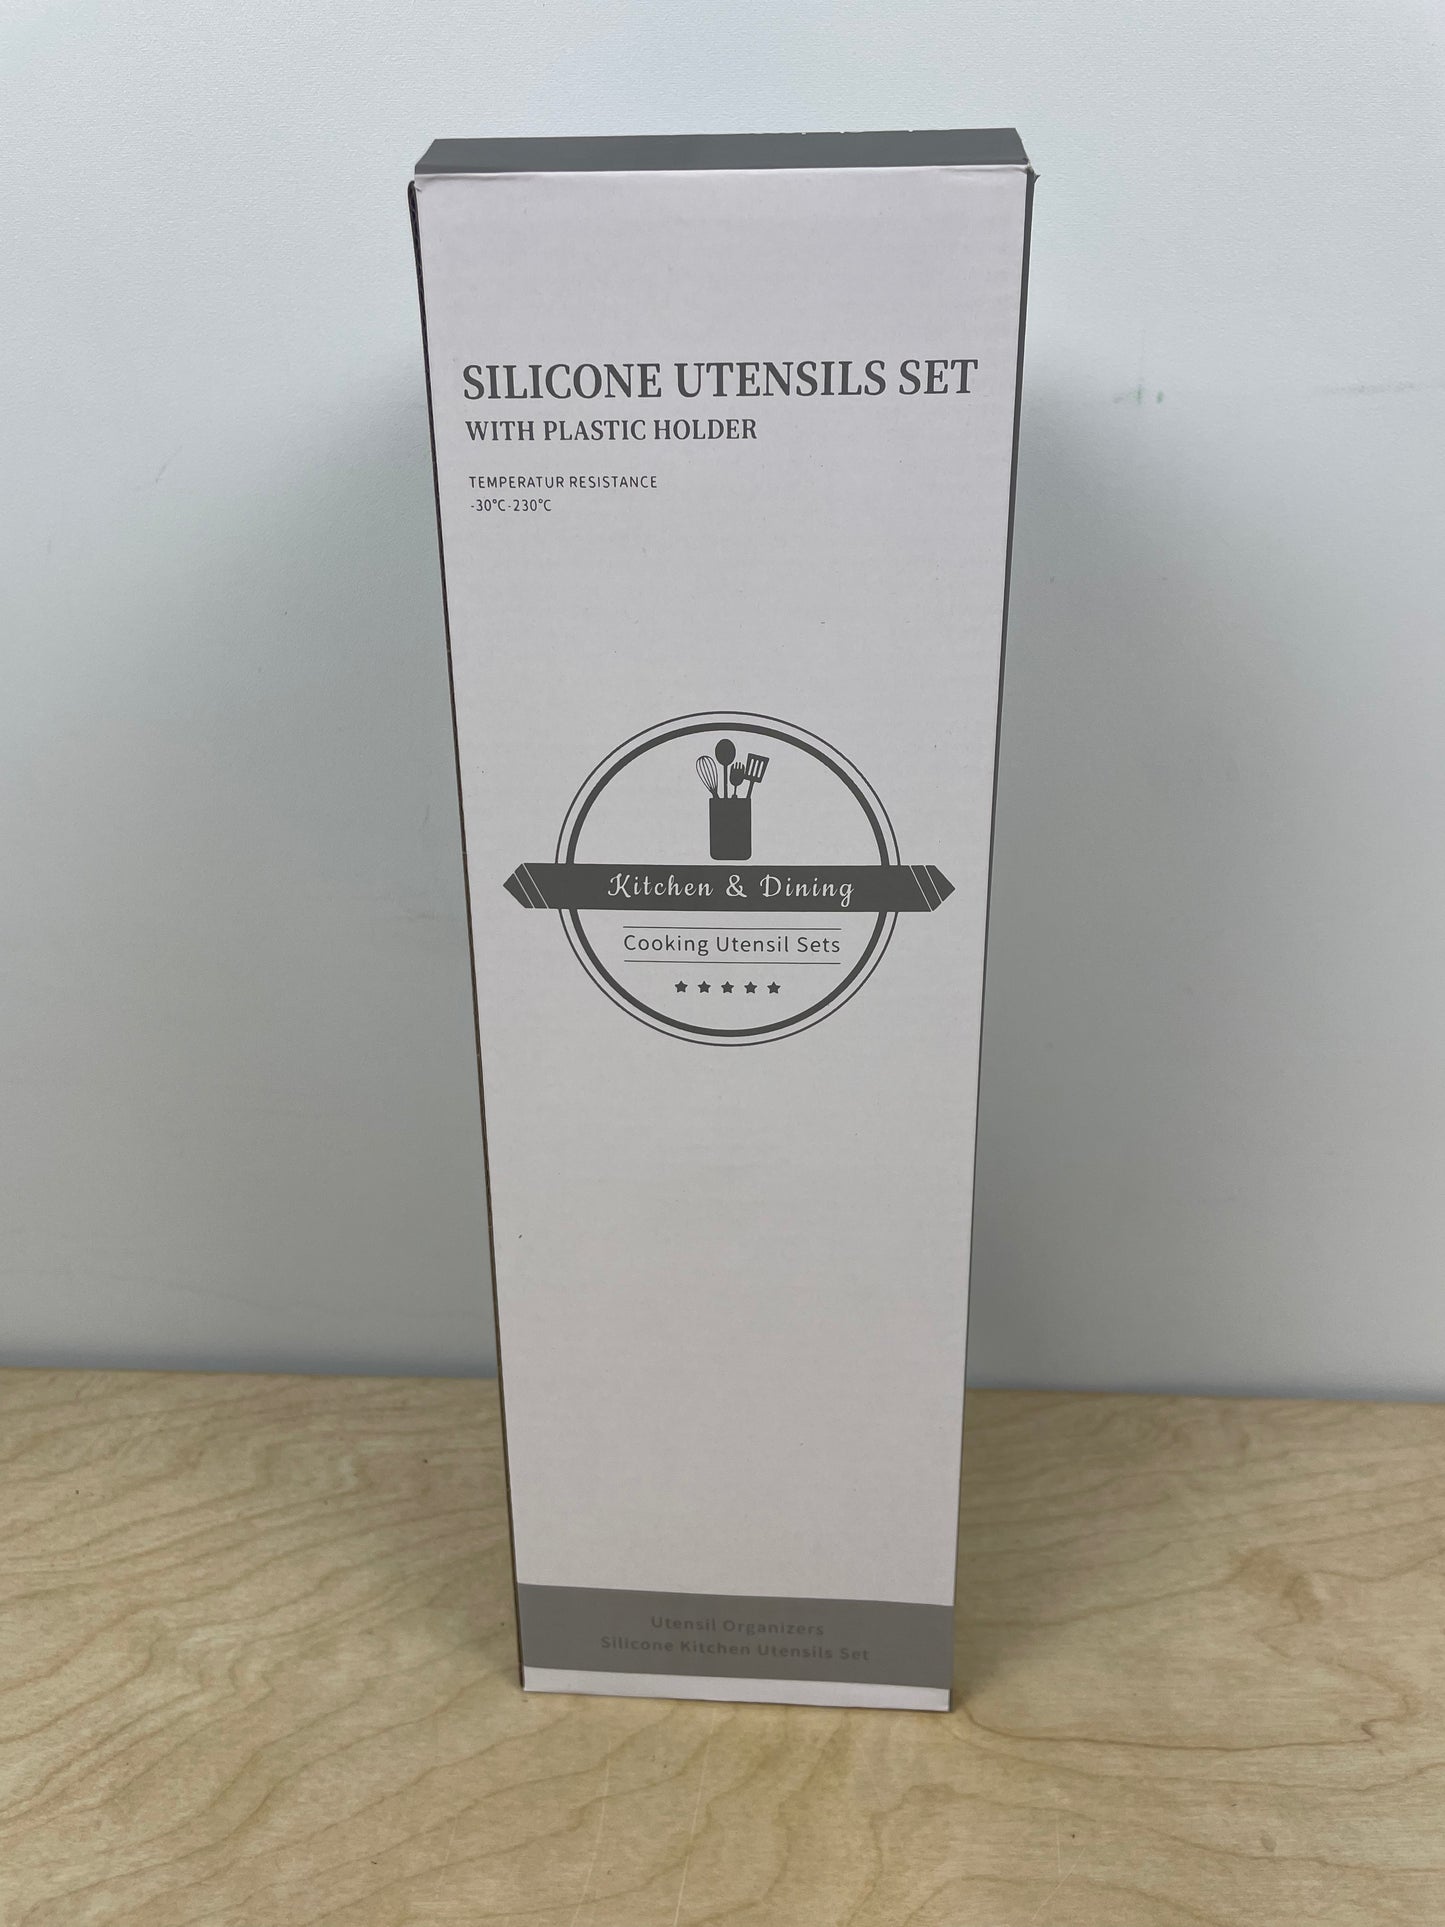 SILICONE UTENSILS SET
WITH PLASTIC HOLDER
TEMPERATUR RESISTANCE
-30°C-230°C
Kitchen & Dining
Cooking Utensil Sets
Utensil Organizers
Silicone Kitchen Utensils Set